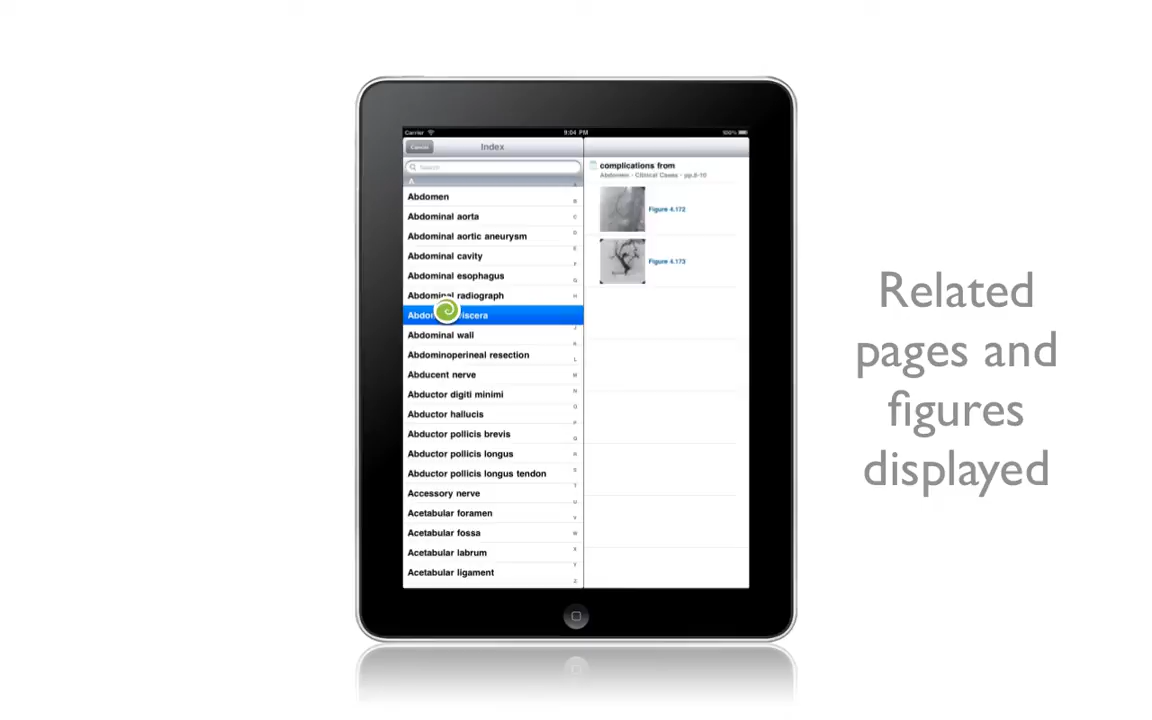 Carrier 9:04 PM 100%
Cancel Index
Search
A
Abdomen
Abdominal aorta
Abdominal aortic aneurysm
Abdominal cavity
Abdominal esophagus
Abdominal radiograph
Abdo viscera
Abdominal wall
Abdominoperineal resection
Abducent nerve
Abductor digiti minimi
Abductor hallucis
Abductor pollicis brevis
Abductor pollicis longus
Abductor pollicis longus tendon
Accessory nerve
Acetabular foramen
Acetabular fossa
Acetabular labrum
Acetabular ligament
A
B
C
D
E
F
G
H
J
K
L
M
N
O
P
Q
R
S
T
U
V
W
X
Y
Z
complications from
Abdomen - Clinical Cases - pp.8-10
Figure 4.172
Figure 4.173
Related
pages and
figures
displayed